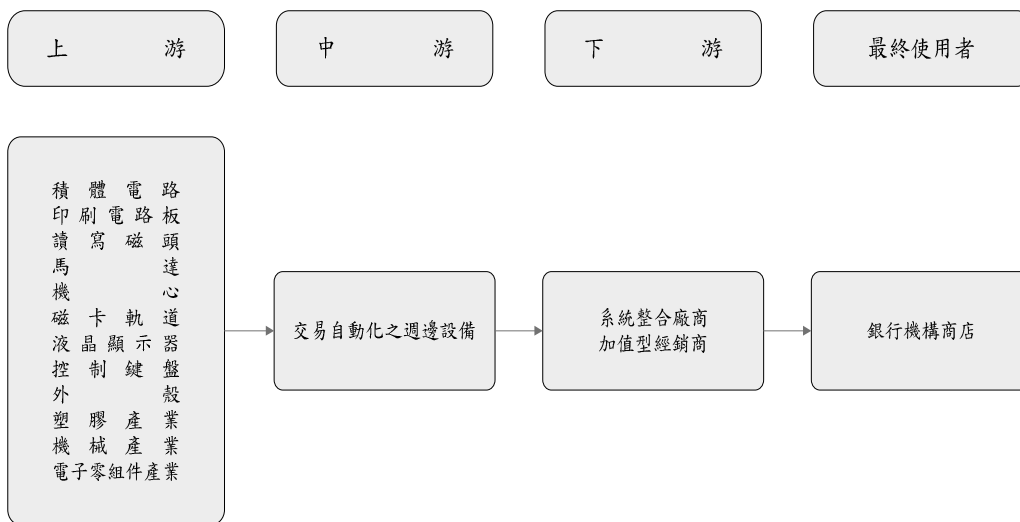 上游
中游
下游
最終使用者
積體電路
印刷電路板
讀寫磁頭
馬達
機心
磁卡軌道
液晶顯示器
控制鍵盤
外殼
塑膠產業
機械產業
電子零組件產業
交易自動化之週邊設備
系統整合廠商
加值型經銷商
銀行機構商店